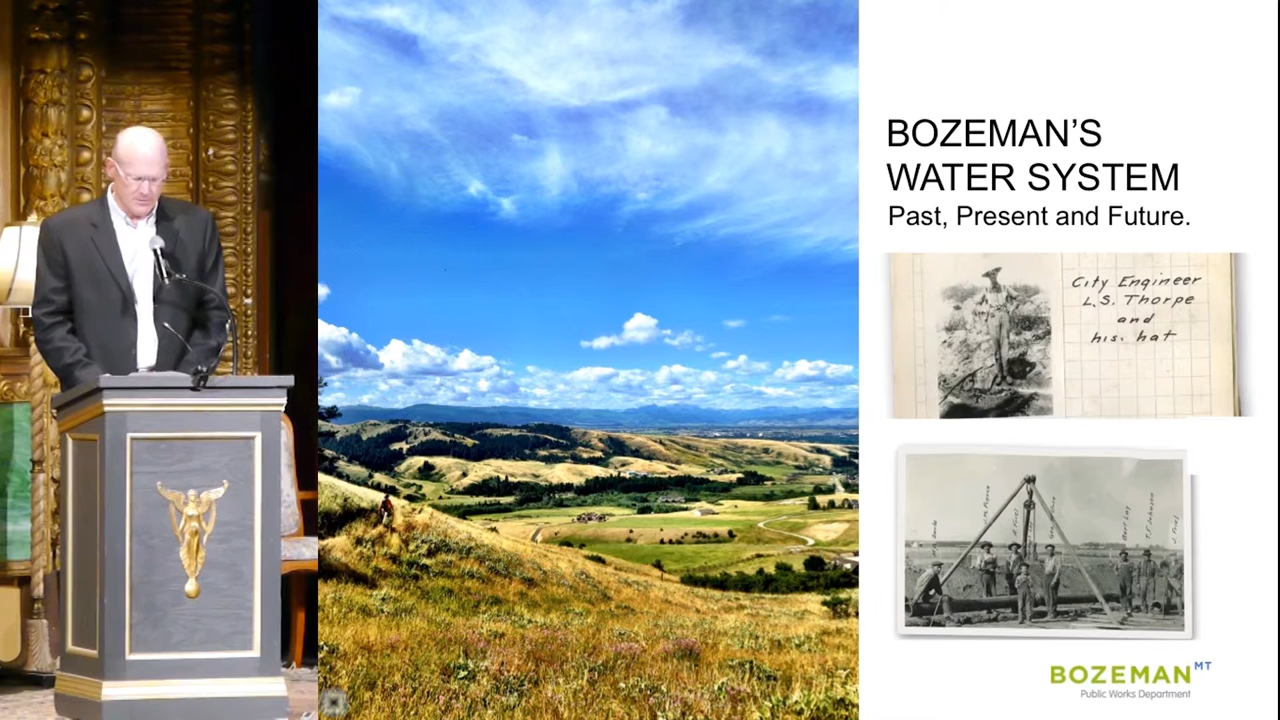 BOZEMAN'S
WATER SYSTEM
Past, Present and Future.
City Engineer
L.S. Thorpe
and
his. hat
BOZEMAN MT
Public Works Department